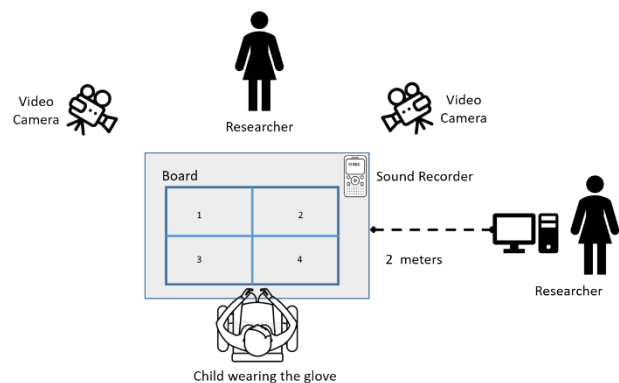 Video
Camera
Researcher
Video
Camera
Board
Sound Recorder
1
2
3
4
2 meters
Researcher
Child wearing the glove